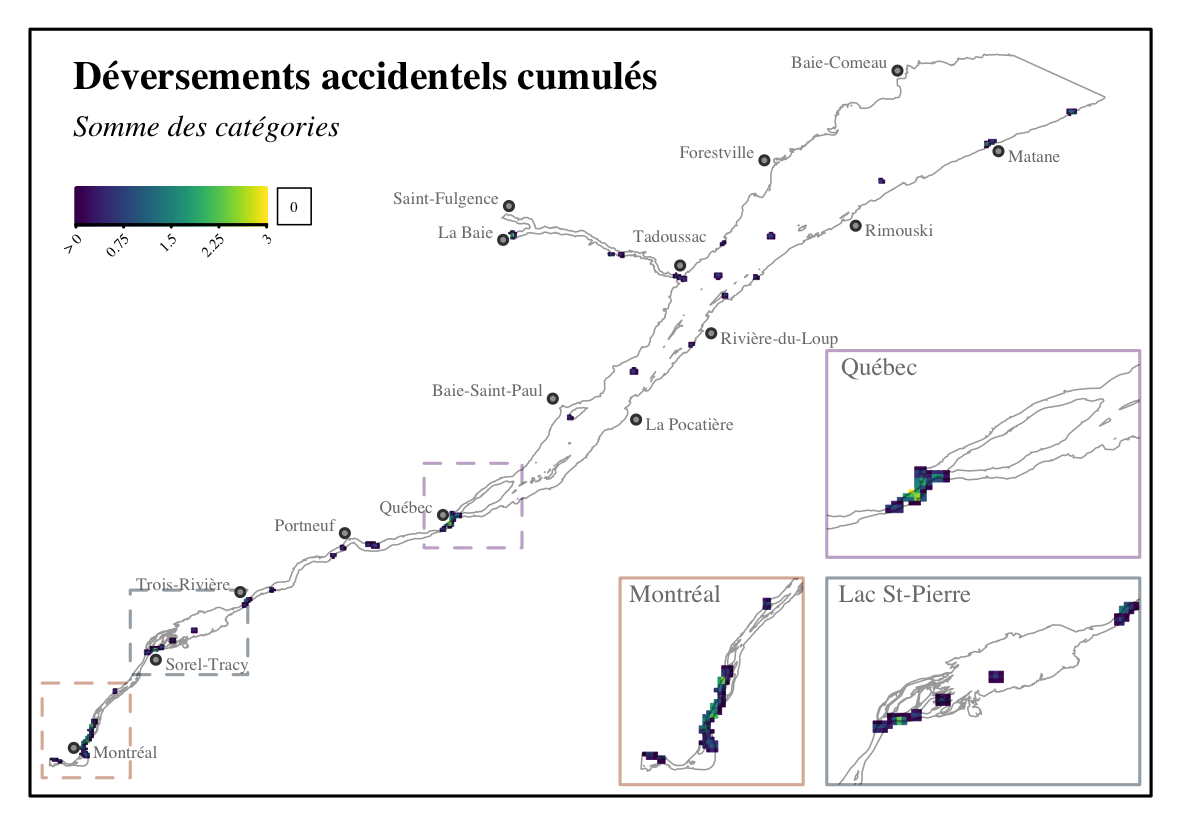 Déversements accidentels cumulés
Somme des catégories
0
> 0
0.75
1.5
2.25
3
Baie-Comeau
Forestville
Matane
Saint-Fulgence
La Baie
Tadoussac
Rimouski
Rivière-du-Loup
Baie-Saint-Paul
La Pocatière
Québec
Portneuf
Trois-Rivière
Sorel-Tracy
Montréal
Québec
Montréal
Lac St-Pierre